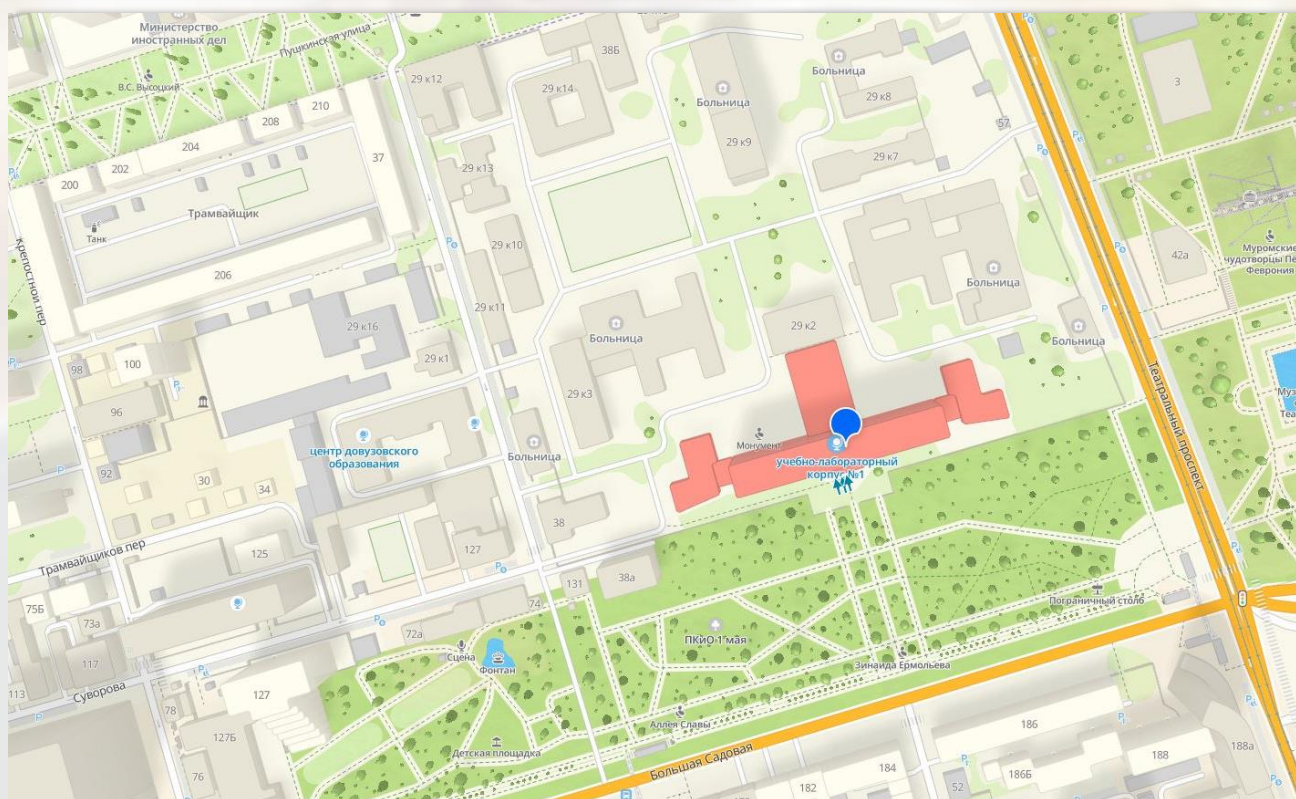 Министерство
иностранных дел
Пушкинская улица
В.С. Высоцкий
38Б
Больница
3
29 к12
29 к14
Больница
29 к8
57
210
208
204
202
200
37
29 к9
29 к7
29 к13
Трамвайщик
Танк
206
Крепостной пер
29 к10
29 к11
42а
Муромские
Феврония
Больница
29 к16
29 к2
Больница
Больница
29 к1
100
98
96
29 к3
Театральный проспект
центр довузовского
образования
Больница
Монумент
учебно-лабораторный
корпус №1
92
30
34
38
Трамвайщиков пер
125
127
131
38а
75Б
73а
74
72а
Пограничный столб
ПКиО 1 мая
Сцена
Фонтан
Зинаида Ермольева
117
113
Суворова
78
127
127Б
76
Аллея Славы
Детская площадка
Большая Садовая
186
188а
188
186Б
184
182
52